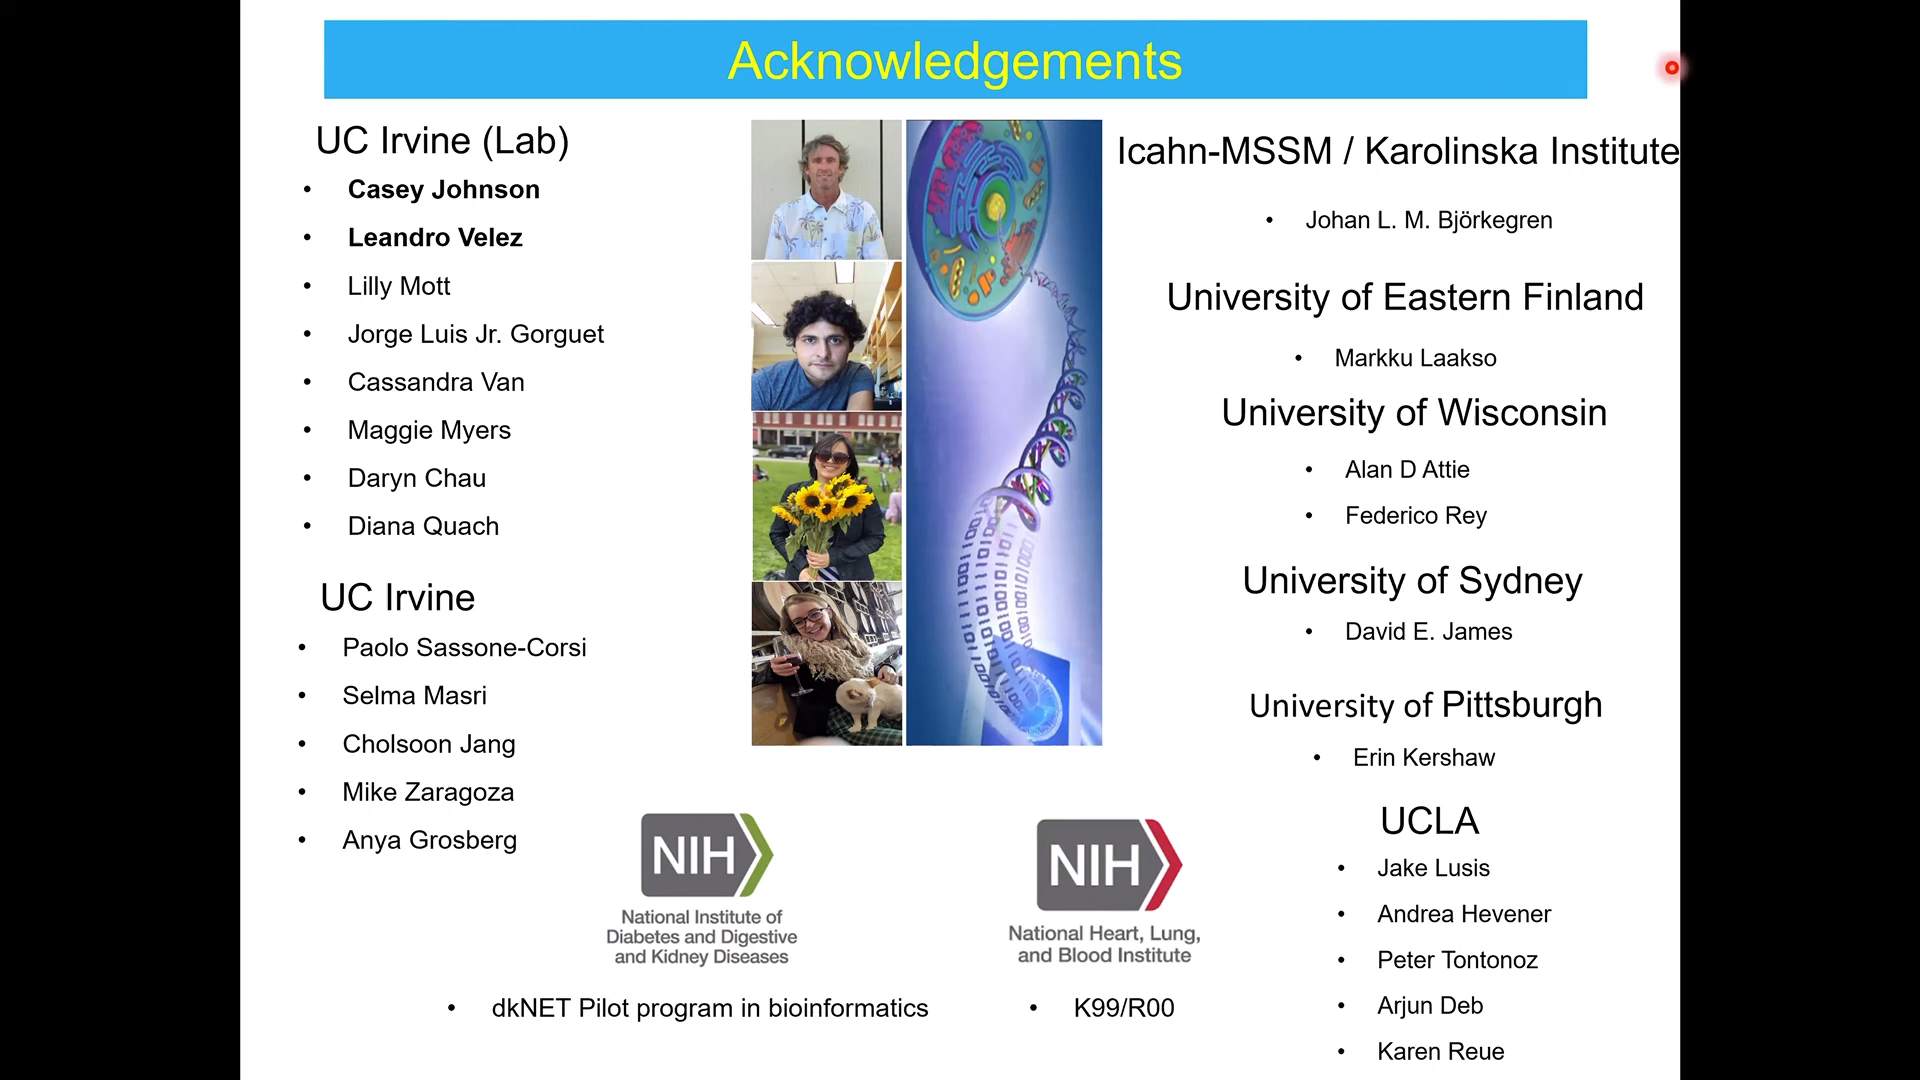 Acknowledgements
UC Irvine (Lab)
• Casey Johnson
• Leandro Velez
• Lilly Mott
• Jorge Luis Jr. Gorguet
• Cassandra Van
• Maggie Myers
• Daryn Chau
• Diana Quach
UC Irvine
• Paolo Sassone-Corsi
• Selma Masri
• Cholsoon Jang
• Mike Zaragoza
• Anya Grosberg
NIH
National Institute of
Diabetes and Digestive
and Kidney Diseases
• dkNET Pilot program in bioinformatics
NIH
National Heart, Lung,
and Blood Institute
• K99/R00
Icahn-MSSM / Karolinska Institute
• Johan L. M. Björkegren
University of Eastern Finland
• Markku Laakso
University of Wisconsin
• Alan D Attie
• Federico Rey
University of Sydney
• David E. James
University of Pittsburgh
• Erin Kershaw
UCLA
• Jake Lusis
• Andrea Hevener
• Peter Tontonoz
• Arjun Deb
• Karen Reue